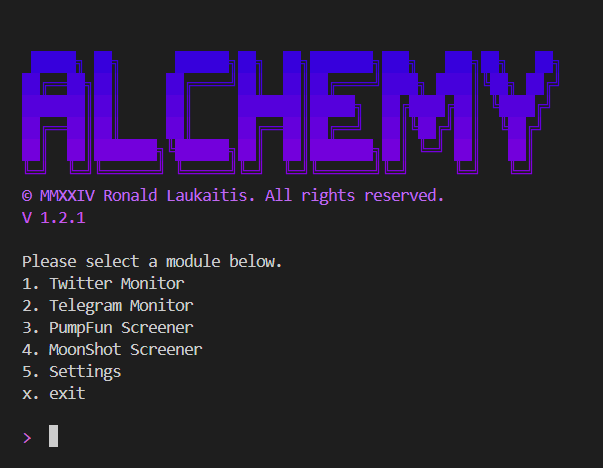 ALCHEMY
© MMXXIV Ronald Laukaitis. All rights reserved.
V 1.2.1
Please select a module below.
1. Twitter Monitor
2. Telegram Monitor
3. PumpFun Screener
4. MoonShot Screener
5. Settings
x. exit
>